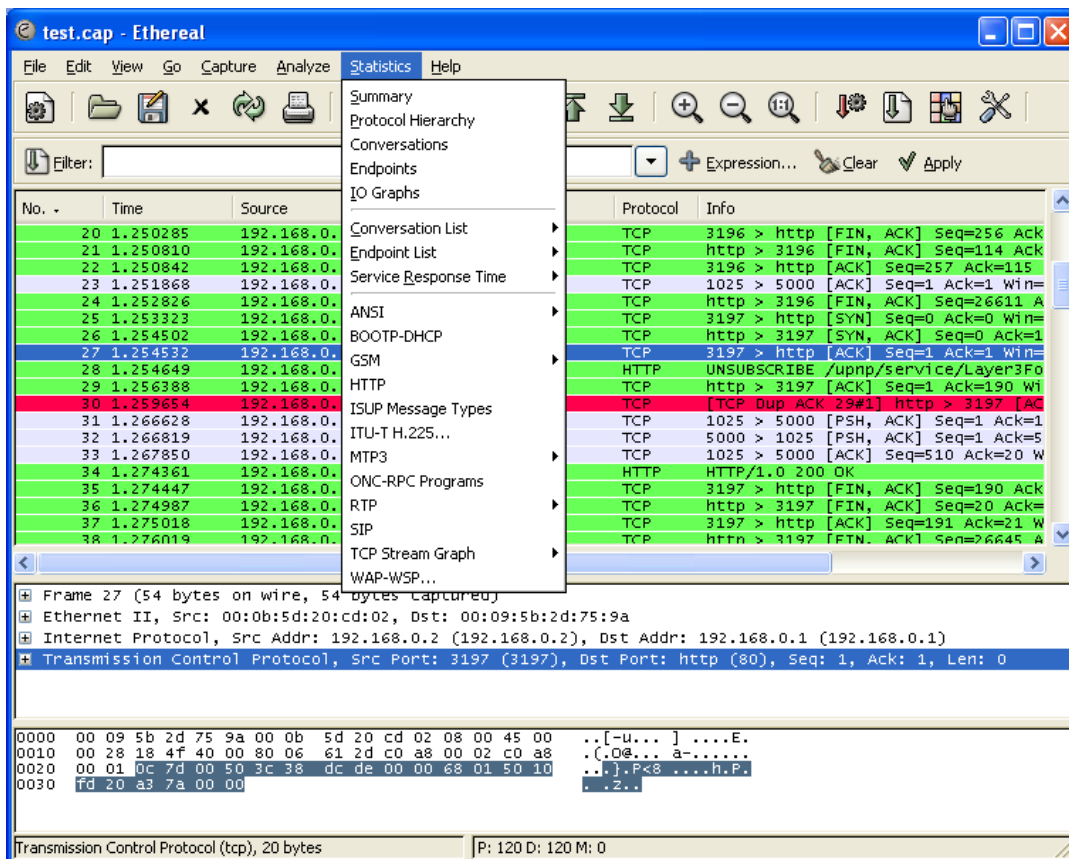 test.cap - Ethereal
File Edit View Go Capture Analyze Statistics Help
Summary
Protocol Hierarchy
Conversations
Endpoints
IO Graphs
Conversation List
Endpoint List
Service Response Time
ANSI
BOOTP-DHCP
GSM
HTTP
ISUP Message Types
ITU-T H.225...
MTP3
ONC-RPC Programs
RTP
SIP
TCP Stream Graph
WAP-WSP...
Filter: Expression... Clear Apply
No. Time Source Protocol Info
20 1.250285 192.168.0. TCP 3196 > http [FIN, ACK] Seq=256 Ack
21 1.250810 192.168.0. TCP http > 3196 [FIN, ACK] Seq=114 Ack
22 1.250842 192.168.0. TCP 3196 > http [ACK] Seq=257 Ack=115
23 1.251868 192.168.0. TCP 1025 > 5000 [ACK] Seq=1 Ack=1 Win=
24 1.252826 192.168.0. TCP http > 3196 [FIN, ACK] Seq=26611 A
25 1.253323 192.168.0. TCP 3197 > http [SYN] Seq=0 Ack=0 Win=
26 1.254502 192.168.0. TCP http > 3197 [SYN, ACK] Seq=0 Ack=1
27 1.254532 192.168.0. TCP 3197 > http [ACK] Seq=1 Ack=1 Win=
28 1.254649 192.168.0. HTTP UNSUBSCRIBE /upnp/service/Layer3Fo
29 1.256388 192.168.0. TCP http > 3197 [ACK] Seq=1 Ack=190 Wi
30 1.259654 192.168.0. TCP [TCP Dup ACK 29#1] http > 3197 [AC
31 1.266628 192.168.0. TCP 1025 > 5000 [PSH, ACK] Seq=1 Ack=1
32 1.266819 192.168.0. TCP 5000 > 1025 [PSH, ACK] Seq=1 Ack=5
33 1.267850 192.168.0. TCP 1025 > 5000 [ACK] Seq=510 Ack=20 W
34 1.274361 192.168.0. HTTP HTTP/1.0 200 OK
35 1.274447 192.168.0. TCP 3197 > http [FIN, ACK] Seq=190 Ack
36 1.274987 192.168.0. TCP http > 3197 [FIN, ACK] Seq=20 Ack=
37 1.275018 192.168.0. TCP 3197 > http [ACK] Seq=191 Ack=21 W
38 1.276019 192.168.0. TCP http > 3197 [FIN, ACK] Seq=26645 A
Frame 27 (54 bytes on wire, 54 bytes captured)
Ethernet II, Src: 00:0b:5d:20:cd:02, Dst: 00:09:5b:2d:75:9a
Internet Protocol, Src Addr: 192.168.0.2 (192.168.0.2), Dst Addr: 192.168.0.1 (192.168.0.1)
Transmission Control Protocol, Src Port: 3197 (3197), Dst Port: http (80), Seq: 1, Ack: 1, Len: 0
0000 00 09 5b 2d 75 9a 00 0b 5d 20 cd 02 08 00 45 00 ..[-u... ] ....E.
0010 00 28 18 4f 40 00 80 06 61 2d c0 a8 00 02 c0 a8 .(.O@... a-......
0020 00 01 0c 7d 00 50 3c 38 dc de 00 00 68 01 50 10 ...}.P<8 ....h.P.
0030 fd 20 a3 7a 00 00 . .z..
Transmission Control Protocol (tcp), 20 bytes P: 120 D: 120 M: 0